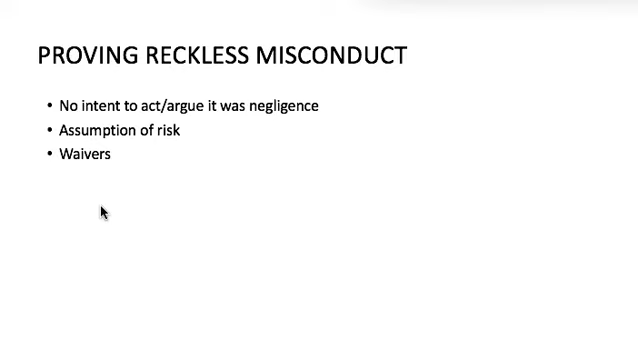 PROVING RECKLESS MISCONDUCT
• No intent to act/argue it was negligence
• Assumption of risk
• Waivers